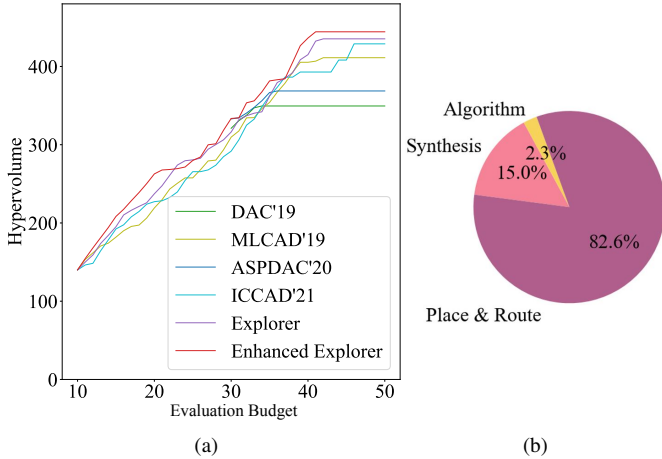 Hypervolume
400
300
200
100
0
10
20
30
40
50
Evaluation Budget
DAC'19
MLCAD'19
ASPDAC'20
ICCAD'21
Explorer
Enhanced Explorer
(a)
Algorithm
Synthesis
2.3%
15.0%
82.6%
Place & Route
(b)